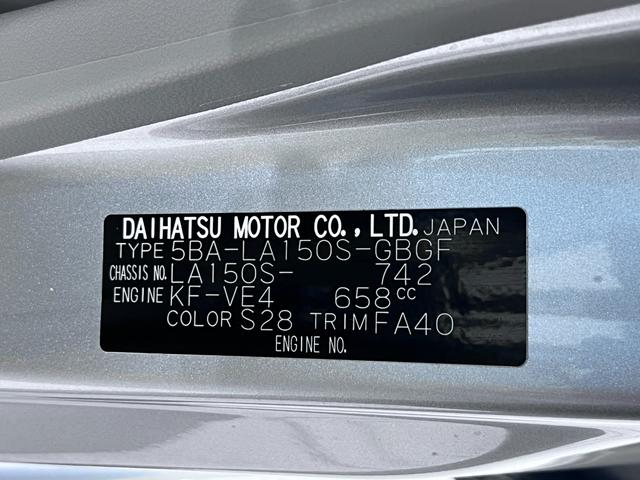 DAIHATSU MOTOR CO., LTD. JAPAN
TYPE 5BA-LA150S-GBGF
CHASSIS NO. LA150S- 742
ENGINE KF-VE4 658cc
COLOR S28 TRIM FA40
ENGINE NO.